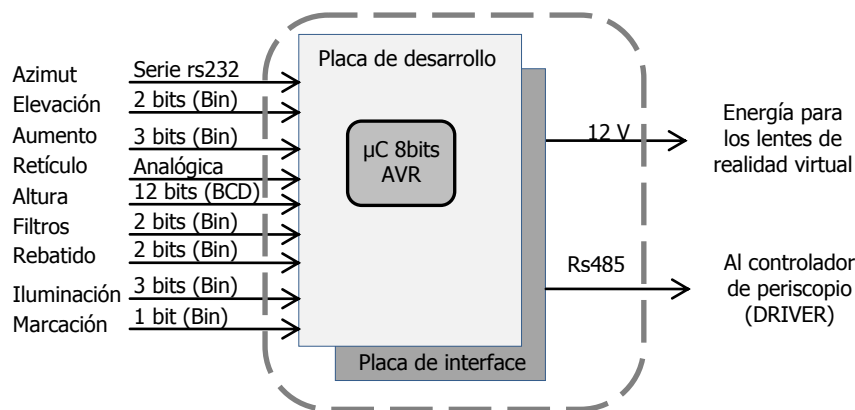 Placa de desarrollo
Azimut Serie rs232
Elevación 2 bits (Bin)
Aumento 3 bits (Bin)
Retículo Analógica
Altura 12 bits (BCD)
Filtros 2 bits (Bin)
Rebatido 2 bits (Bin)
Iluminación 3 bits (Bin)
Marcación 1 bit (Bin)
µC 8bits
AVR
12 V
Energía para
los lentes de
realidad virtual
Rs485
Al controlador
de periscopio
(DRIVER)
Placa de interface